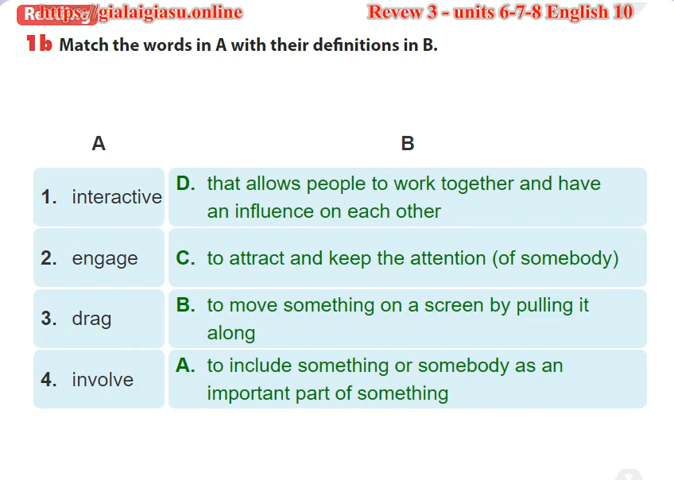 https://gialaigiasu.online
Revew 3 - units 6-7-8 English 10
1b Match the words in A with their definitions in B.
A
B
1. interactive
D. that allows people to work together and have
an influence on each other
2. engage
C. to attract and keep the attention (of somebody)
3. drag
B. to move something on a screen by pulling it
along
4. involve
A. to include something or somebody as an
important part of something